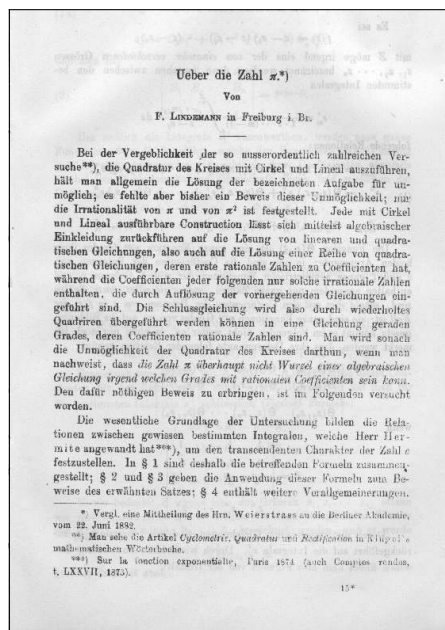 Ueber die Zahl π.*)
Von
F. LINDEMANN in Freiburg i. Br.
Bei der Vergeblichkeit der so ausserordentlich zahlreichen Ver-
suche**), die Quadratur des Kreises mit Cirkel und Lineal auszuführen,
hält man allgemein die Lösung der bezeichneten Aufgabe für un-
möglich; es fehlte aber bisher ein Beweis dieser Unmöglichkeit; nur
die Irrationalität von π und von π² ist festgestellt. Jede mit Cirkel
und Lineal ausführbare Construction lässt sich mittelst algebraischer
Einkleidung zurückführen auf die Lösung von linearen und quadra-
tischen Gleichungen, also auch auf die Lösung einer Reihe von quadra-
tischen Gleichungen, deren erste rationale Zahlen zu Coefficienten hat,
während die Coefficienten jeder folgenden nur solche irrationale Zahlen
enthalten, die durch Auflösung der vorhergehenden Gleichungen ein-
geführt sind. Die Schlussgleichung wird also durch wiederholtes
Quadriren übergeführt werden können in eine Gleichung geraden
Grades, deren Coefficienten rationale Zahlen sind. Man wird sonach
die Unmöglichkeit der Quadratur des Kreises darthun, wenn man
nachweist, dass die Zahl π überhaupt nicht Wurzel einer algebraischen
Gleichung irgend welchen Grades mit rationalen Coefficienten sein kann.
Den dafür nöthigen Beweis zu erbringen, ist im Folgenden versucht
worden.
Die wesentliche Grundlage der Untersuchung bilden die Rela-
tionen zwischen gewissen bestimmten Integralen, welche Herr Her-
mite angewandt hat***), um den transcendenten Charakter der Zahl e
festzustellen. In § 1 sind deshalb die betreffenden Formeln zusammen-
gestellt; § 2 und § 3 geben die Anwendung dieser Formeln zum Be-
weise des erwähnten Satzes; § 4 enthält weitere Verallgemeinerungen.
*) Vergl. eine Mittheilung des Hrn. Weierstrass an die Berliner Akademie,
vom 22. Juni 1882.
**) Man sehe die Artikel Cyclometrie, Quadratur und Rectification in Klügel's
mathematischen Wörterbuche.
***) Sur la fonction exponentielle, Paris 1874 (auch Comptes rendus,
t. LXXVII, 1873).
15*